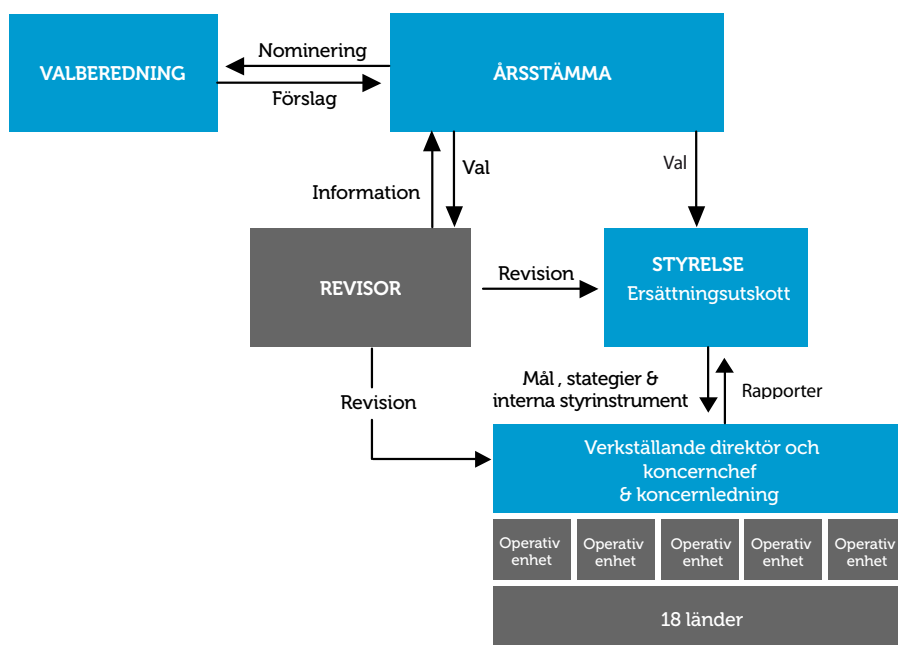 Nominering
VALBEREDNING
ÅRSSTÄMMA
Förslag
Val
Val
Information
REVISOR
Revision
STYRELSE
Ersättningsutskott
Mål , stategier &
interna styrinstrument
Rapporter
Revision
Verkställande direktör och
koncernchef
& koncernledning
Operativ
enhet
Operativ
enhet
Operativ
enhet
Operativ
enhet
Operativ
enhet
18 länder